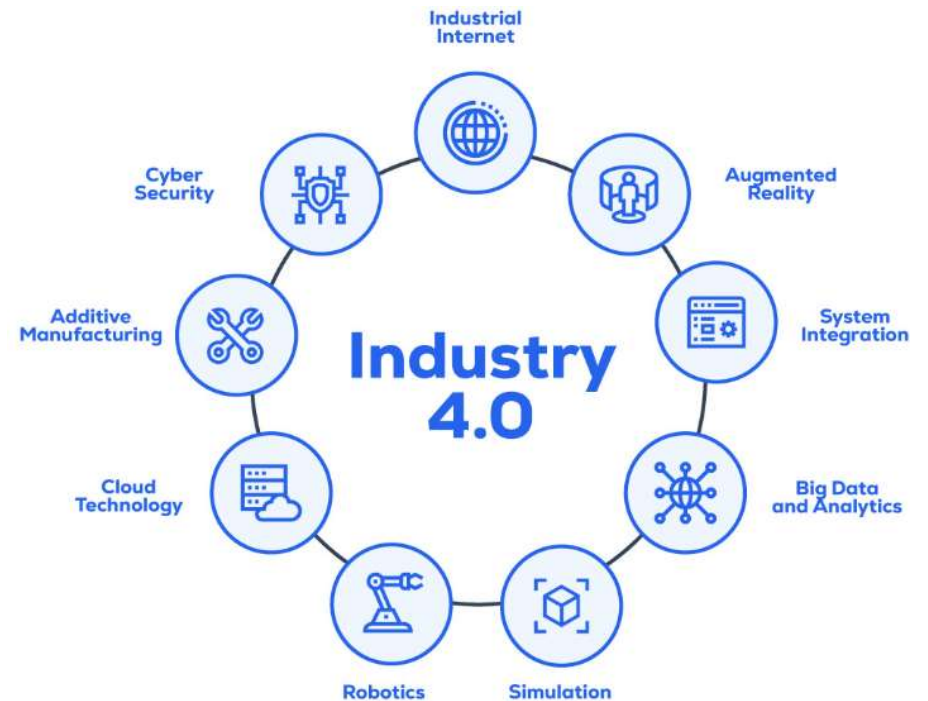 Industrial
Internet
Cyber
Security
Augmented
Reality
Additive
Manufacturing
System
Integration
Industry
4.0
Cloud
Technology
Big Data
and Analytics
Robotics
Simulation